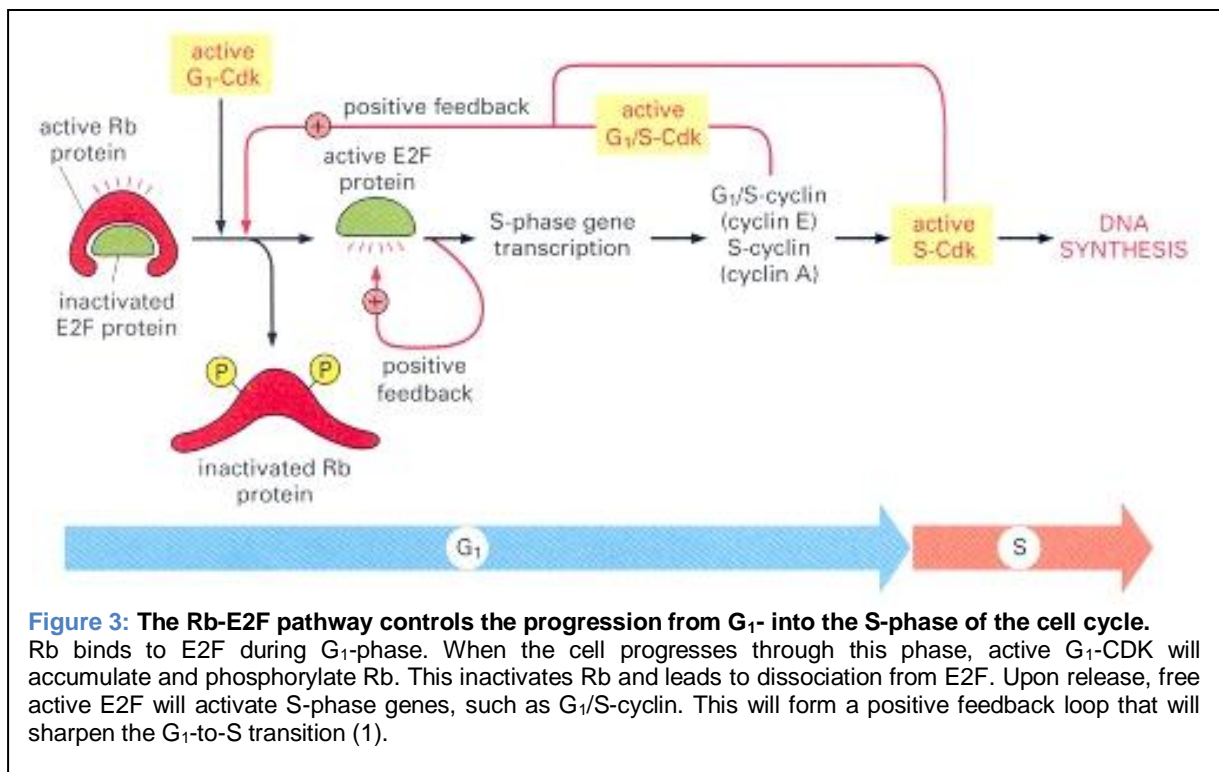 active
G₁-Cdk
positive feedback
active
G₁/S-Cdk
active Rb
protein
+
active E2F
protein
G₁/S-cyclin
(cyclin E)
S-cyclin
(cyclin A)
S-phase gene
transcription
active
S-Cdk
DNA
SYNTHESIS
inactivated
E2F protein
+
positive
feedback
P
P
inactivated Rb
protein
G₁
S
Figure 3: The Rb-E2F pathway controls the progression from G₁- into the S-phase of the cell cycle.
Rb binds to E2F during G₁-phase. When the cell progresses through this phase, active G₁-CDK will
accumulate and phosphorylate Rb. This inactivates Rb and leads to dissociation from E2F. Upon release, free
active E2F will activate S-phase genes, such as G₁/S-cyclin. This will form a positive feedback loop that will
sharpen the G₁-to-S transition (1).